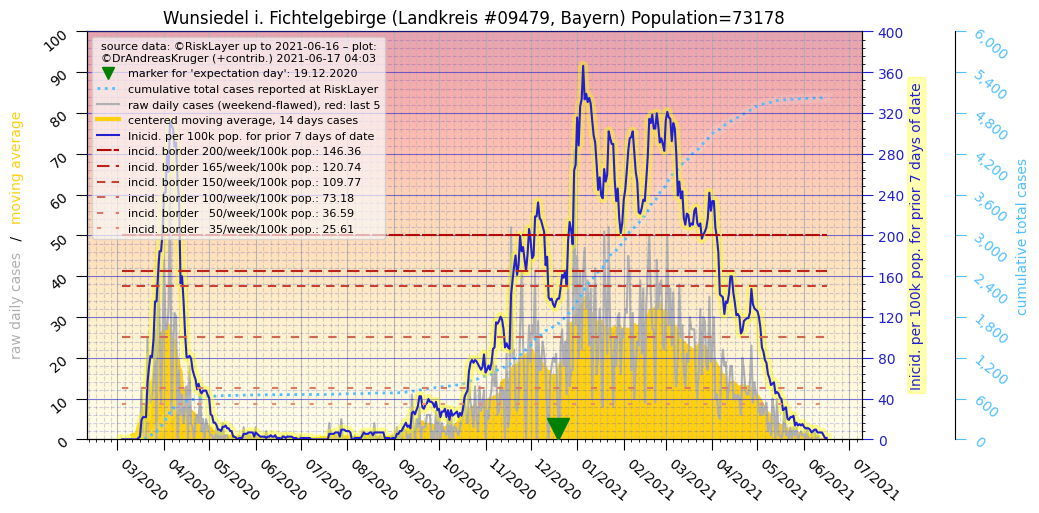 Wunsiedel i. Fichtelgebirge (Landkreis #09479, Bayern) Population=73178
source data: ©RiskLayer up to 2021-06-16 – plot:
©DrAndreasKruger (+contrib.) 2021-06-17 04:03
marker for 'expectation day': 19.12.2020
cumulative total cases reported at RiskLayer
raw daily cases (weekend-flawed), red: last 5
centered moving average, 14 days cases
Inicid. per 100k pop. for prior 7 days of date
incid. border 200/week/100k pop.: 146.36
incid. border 165/week/100k pop.: 120.74
incid. border 150/week/100k pop.: 109.77
incid. border 100/week/100k pop.: 73.18
incid. border   50/week/100k pop.: 36.59
incid. border   35/week/100k pop.: 25.61
raw daily cases / moving average
100
90
80
70
60
50
40
30
20
10
0
03/2020
04/2020
05/2020
06/2020
07/2020
08/2020
09/2020
10/2020
11/2020
12/2020
01/2021
02/2021
03/2021
04/2021
05/2021
06/2021
07/2021
400
360
320
280
240
200
160
120
80
40
0
Inicid. per 100k pop. for prior 7 days of date
6,000
5,400
4,800
4,200
3,600
3,000
2,400
1,800
1,200
600
0
cumulative total cases